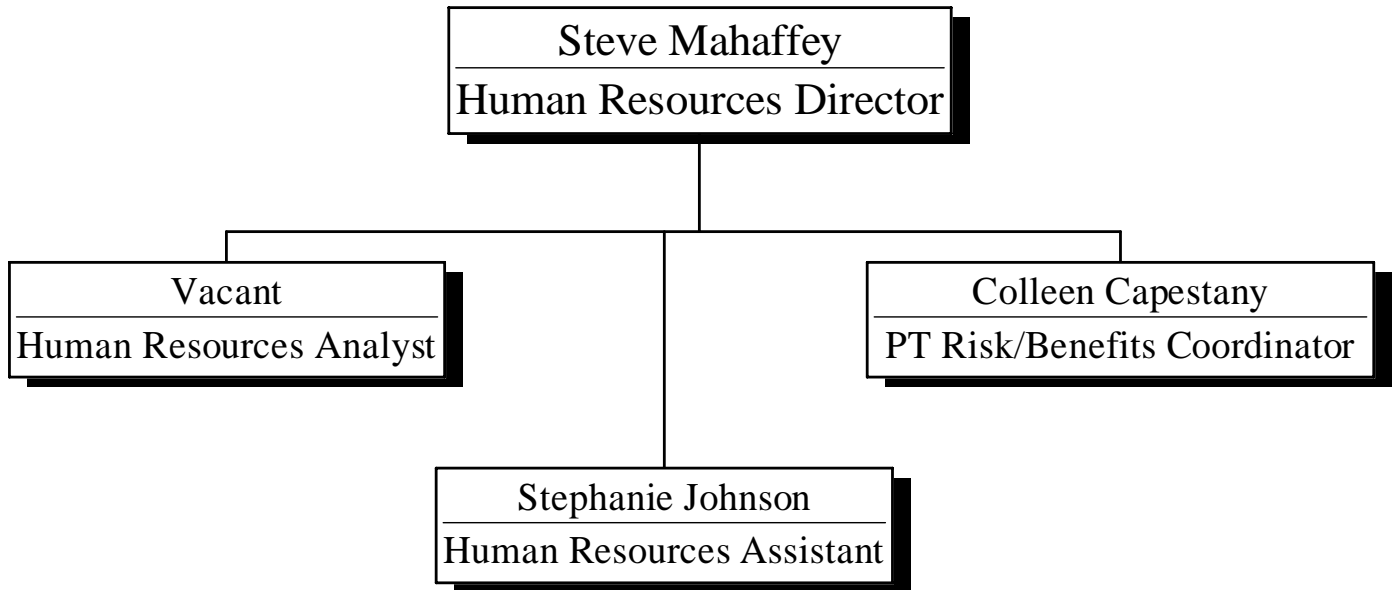 Steve Mahaffey
Human Resources Director
Vacant
Human Resources Analyst
Colleen Capestany
PT Risk/Benefits Coordinator
Stephanie Johnson
Human Resources Assistant